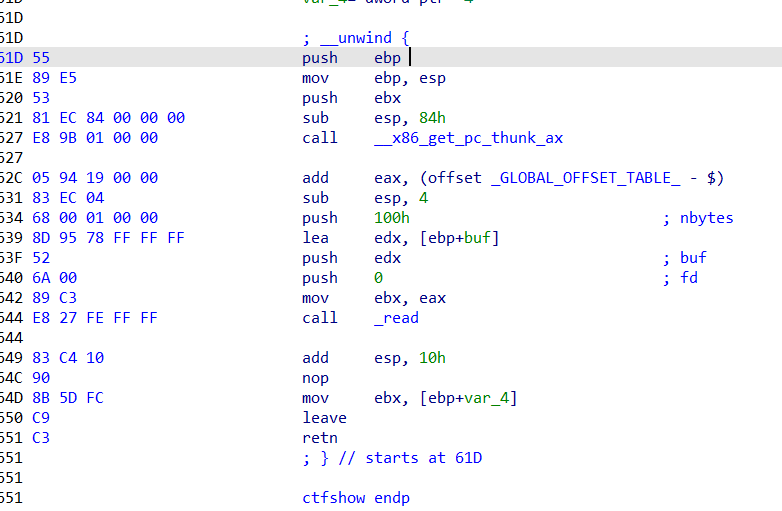 var_4= dword ptr -4
61D
61D ; __unwind {
61D 55 push ebp
61E 89 E5 mov ebp, esp
620 53 push ebx
621 81 EC 84 00 00 00 sub esp, 84h
627 E8 9B 01 00 00 call __x86_get_pc_thunk_ax
527
62C 05 94 19 00 00 add eax, (offset _GLOBAL_OFFSET_TABLE_ - $)
631 83 EC 04 sub esp, 4
634 68 00 01 00 00 push 100h ; nbytes
639 8D 95 78 FF FF FF lea edx, [ebp+buf]
63F 52 push edx ; buf
640 6A 00 push 0 ; fd
642 89 C3 mov ebx, eax
644 E8 27 FE FF FF call _read
644
649 83 C4 10 add esp, 10h
64C 90 nop
64D 8B 5D FC mov ebx, [ebp+var_4]
650 C9 leave
651 C3 retn
651 ; } // starts at 61D
651
651 ctfshow endp